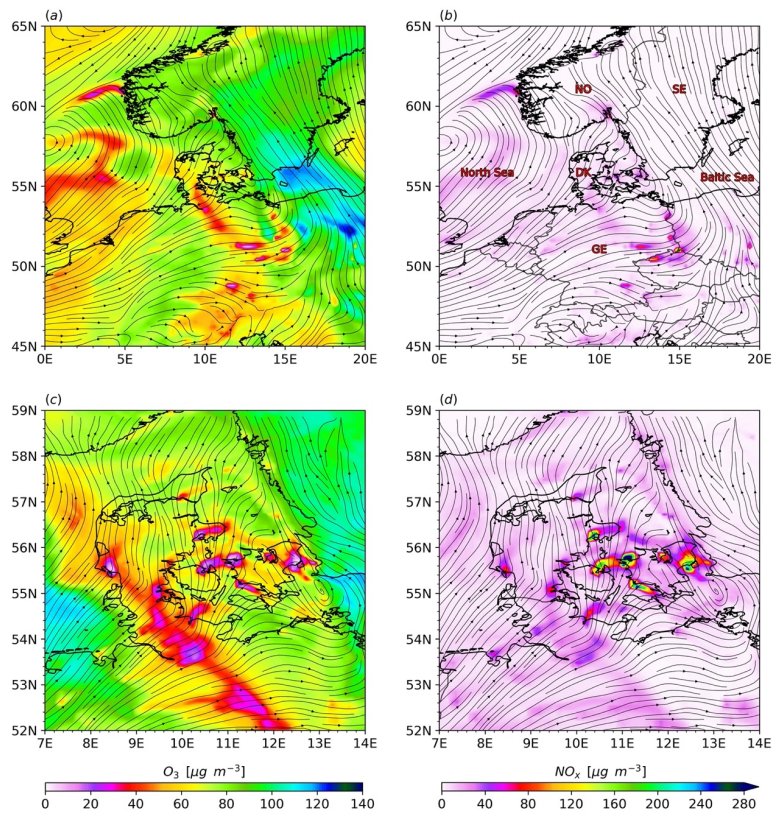 (a)
(b)
65N
60N
55N
50N
45N
0E 5E 10E 15E 20E
65N
60N
55N
50N
45N
0E 5E 10E 15E 20E
NO
SE
North Sea
DK
Baltic Sea
GE
(c)
(d)
59N
58N
57N
56N
55N
54N
53N
52N
7E 8E 9E 10E 11E 12E 13E 14E
59N
58N
57N
56N
55N
54N
53N
52N
7E 8E 9E 10E 11E 12E 13E 14E
O₃ [μg m⁻³]
0 20 40 60 80 100 120 140
NOₓ [μg m⁻³]
0 40 80 120 160 200 240 280